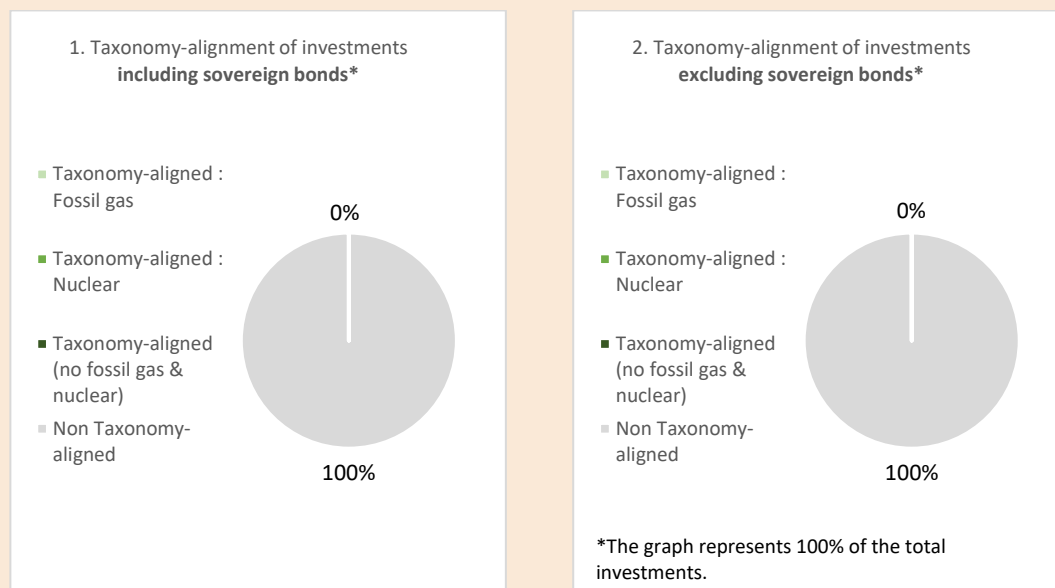 1. Taxonomy-alignment of investments
including sovereign bonds*
Taxonomy-aligned :
Fossil gas
Taxonomy-aligned :
Nuclear
Taxonomy-aligned
(no fossil gas &
nuclear)
Non Taxonomy-
aligned
0%
100%
2. Taxonomy-alignment of investments
excluding sovereign bonds*
Taxonomy-aligned :
Fossil gas
Taxonomy-aligned :
Nuclear
Taxonomy-aligned
(no fossil gas &
nuclear)
Non Taxonomy-
aligned
0%
100%
*The graph represents 100% of the total
investments.